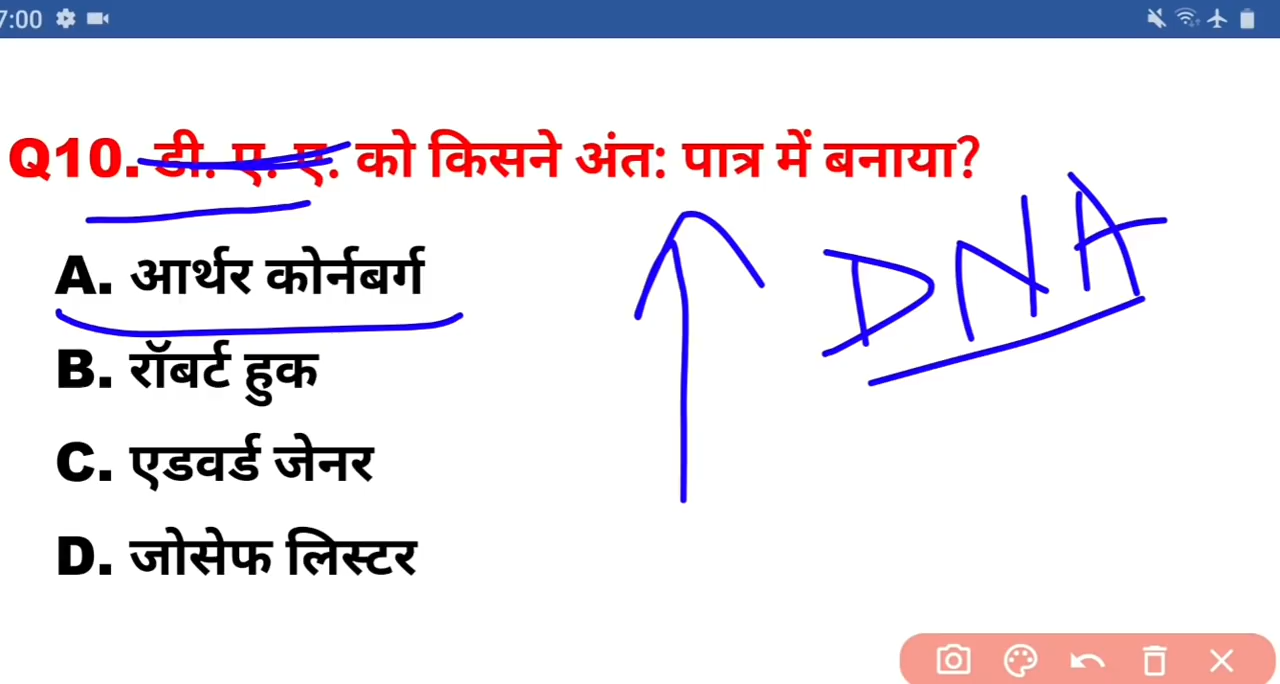 7:00
Q10. डी. ए. ए. को किसने अंत: पात्र में बनाया?
A. आर्थर कोर्नबर्ग
DNA
B. रॉबर्ट हुक
C. एडवर्ड जेनर
D. जोसेफ लिस्टर